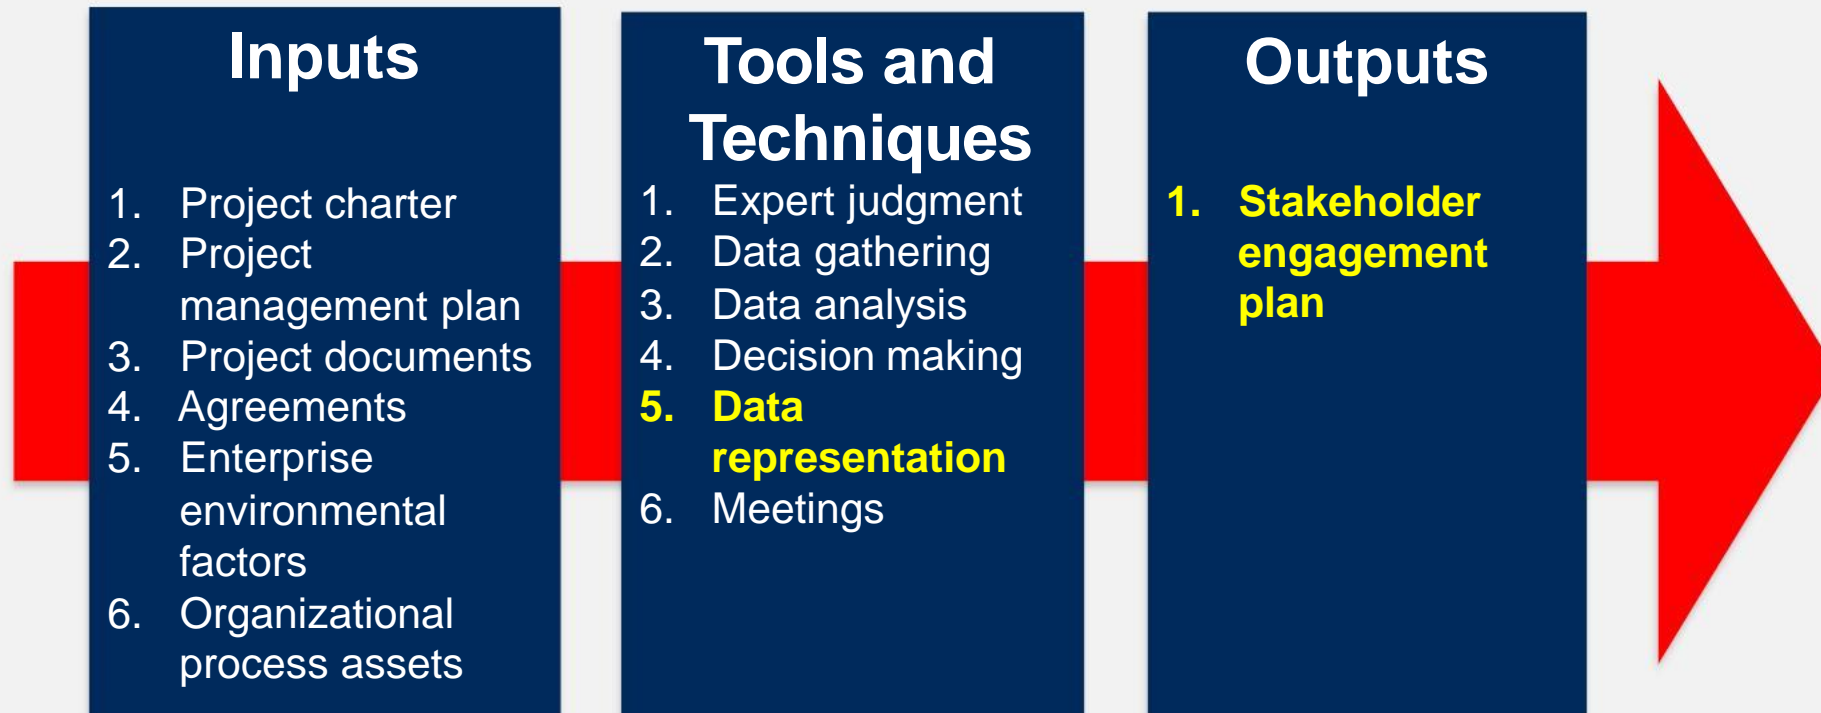 Inputs
1. Project charter
2. Project
management plan
3. Project documents
4. Agreements
5. Enterprise
environmental
factors
6. Organizational
process assets
Tools and
Techniques
1. Expert judgment
2. Data gathering
3. Data analysis
4. Decision making
5. Data
representation
6. Meetings
Outputs
1. Stakeholder
engagement
plan